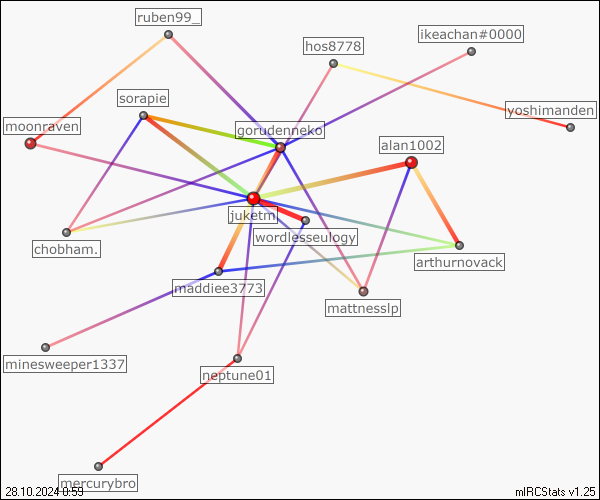 ruben99_
hos8778
ikeachan#0000
sorapie
yoshimanden
moonraven
gorudenneko
alan1002
juketm
wordlesseulogy
chobham.
arthurnovack
maddiee3773
mattnesslp
minesweeper1337
neptune01
mercurybro
28.10.2024 0:59
mIRCStats v1.25